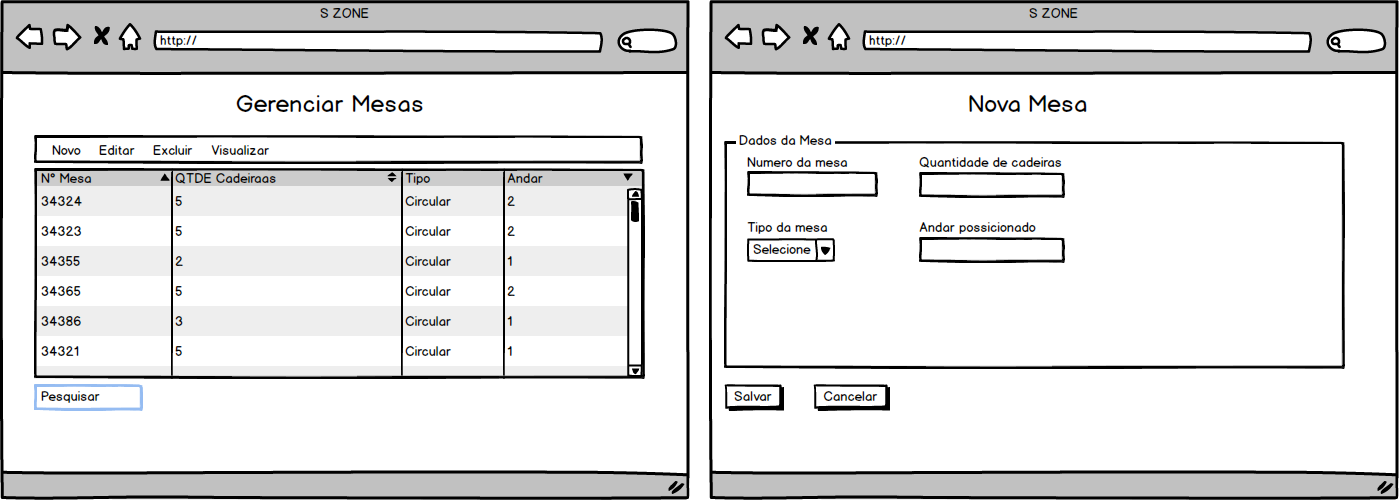 S ZONE
http://
Gerenciar Mesas
Novo Editar Excluir Visualizar
N° Mesa QTDE Cadeiraas Tipo Andar
34324 5 Circular 2
34323 5 Circular 2
34355 2 Circular 1
34365 5 Circular 2
34386 3 Circular 1
34321 5 Circular 1
Pesquisar
S ZONE
http://
Nova Mesa
Dados da Mesa
Numero da mesa Quantidade de cadeiras
Tipo da mesa Andar possicionado
Selecione
Salvar Cancelar